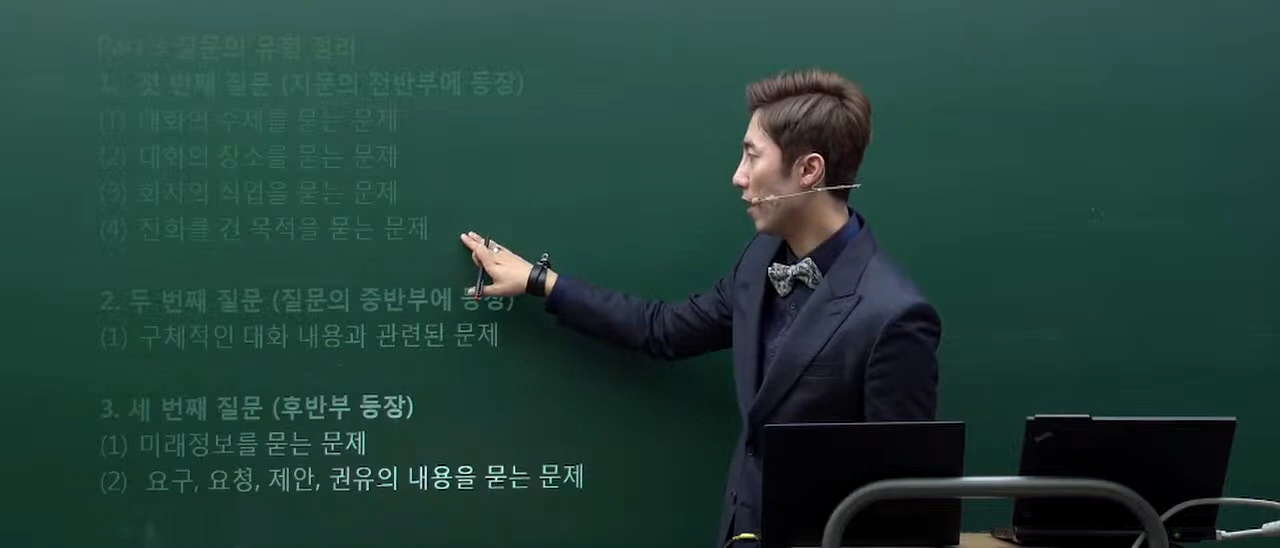 Part 3 질문의 유형 정리
1. 첫 번째 질문 (지문의 전반부에 등장)
(1) 대화의 주제를 묻는 문제
(2) 대화의 장소를 묻는 문제
(3) 화자의 직업을 묻는 문제
(4) 전화를 건 목적을 묻는 문제
2. 두 번째 질문 (질문의 중반부에 등장)
(1) 구체적인 대화 내용과 관련된 문제
3. 세 번째 질문 (후반부 등장)
(1) 미래정보를 묻는 문제
(2) 요구, 요청, 제안, 권유의 내용을 묻는 문제